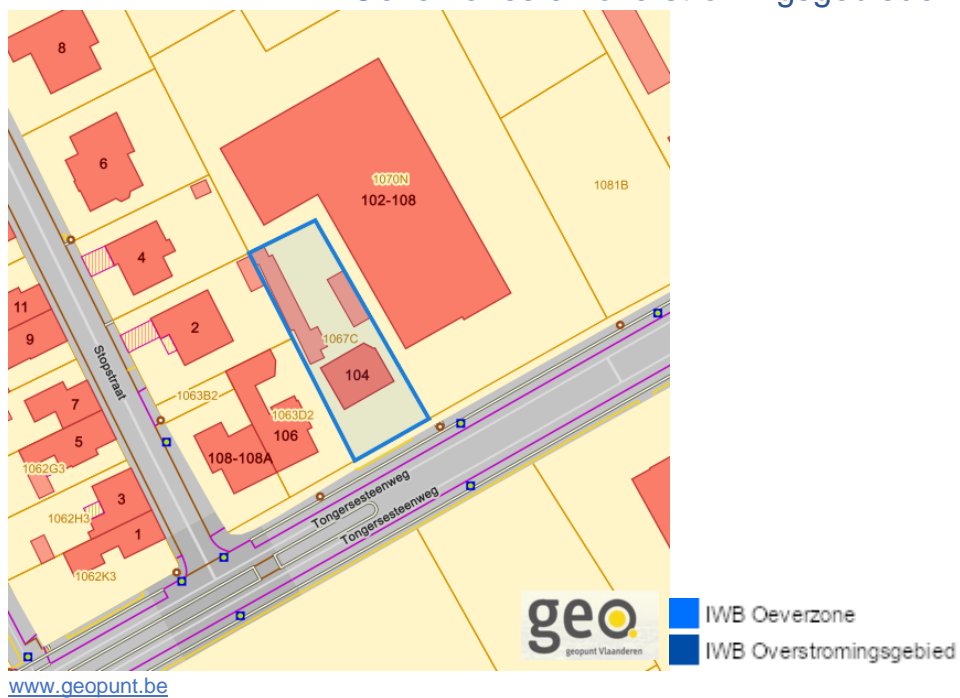 8
6
1070N
102-108
1081B
4
11
2
9
1067C
Stopstraat
104
7
1063B2
1063D2
5
106
1062G3
108-108A
3
1062H3
Tongersesteenweg
1
Tongersesteenweg
1062K3
geo.
geopunt Vlaanderen
IWB Oeverzone
IWB Overstromingsgebied
www.geopunt.be